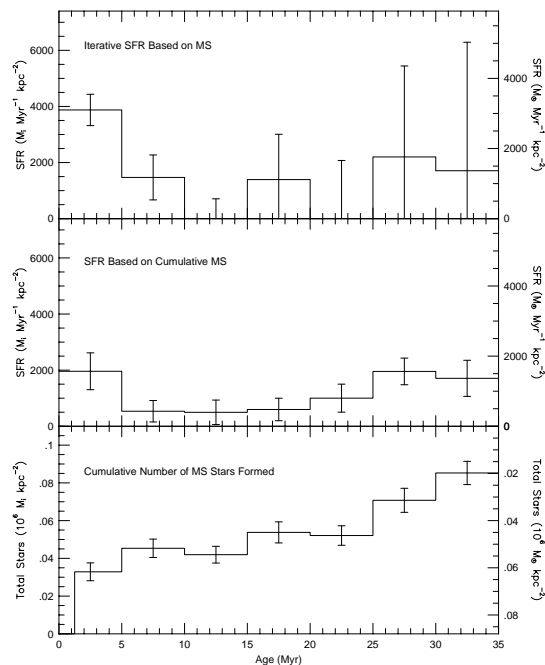 Iterative SFR Based on MS
SFR (Mᵢ Myr⁻¹ kpc⁻²)
6000
4000
2000
0
SFR (M⊙ Myr⁻¹ kpc⁻²)
4000
2000
0
SFR Based on Cumulative MS
SFR (Mᵢ Myr⁻¹ kpc⁻²)
6000
4000
2000
0
SFR (M⊙ Myr⁻¹ kpc⁻²)
4000
2000
0
Cumulative Number of MS Stars Formed
Total Stars (10⁶ Mᵢ kpc⁻²)
.1
.08
.06
.04
.02
0
Total Stars (10⁶ M⊙ kpc⁻²)
0
.02
.04
.06
.08
0 5 10 15 20 25 30 35
Age (Myr)